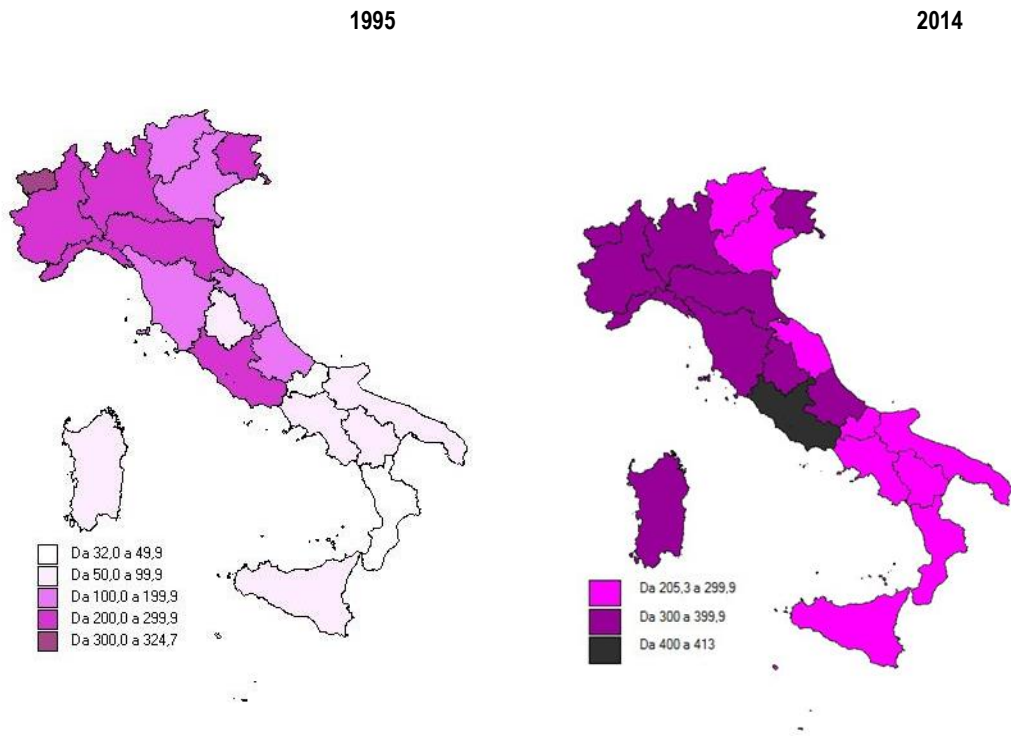 1995
2014
Da 32,0 a 49,9
Da 50,0 a 99,9
Da 100,0 a 199,9
Da 200,0 a 299,9
Da 300,0 a 324,7
Da 205,3 a 299,9
Da 300 a 399,9
Da 400 a 413